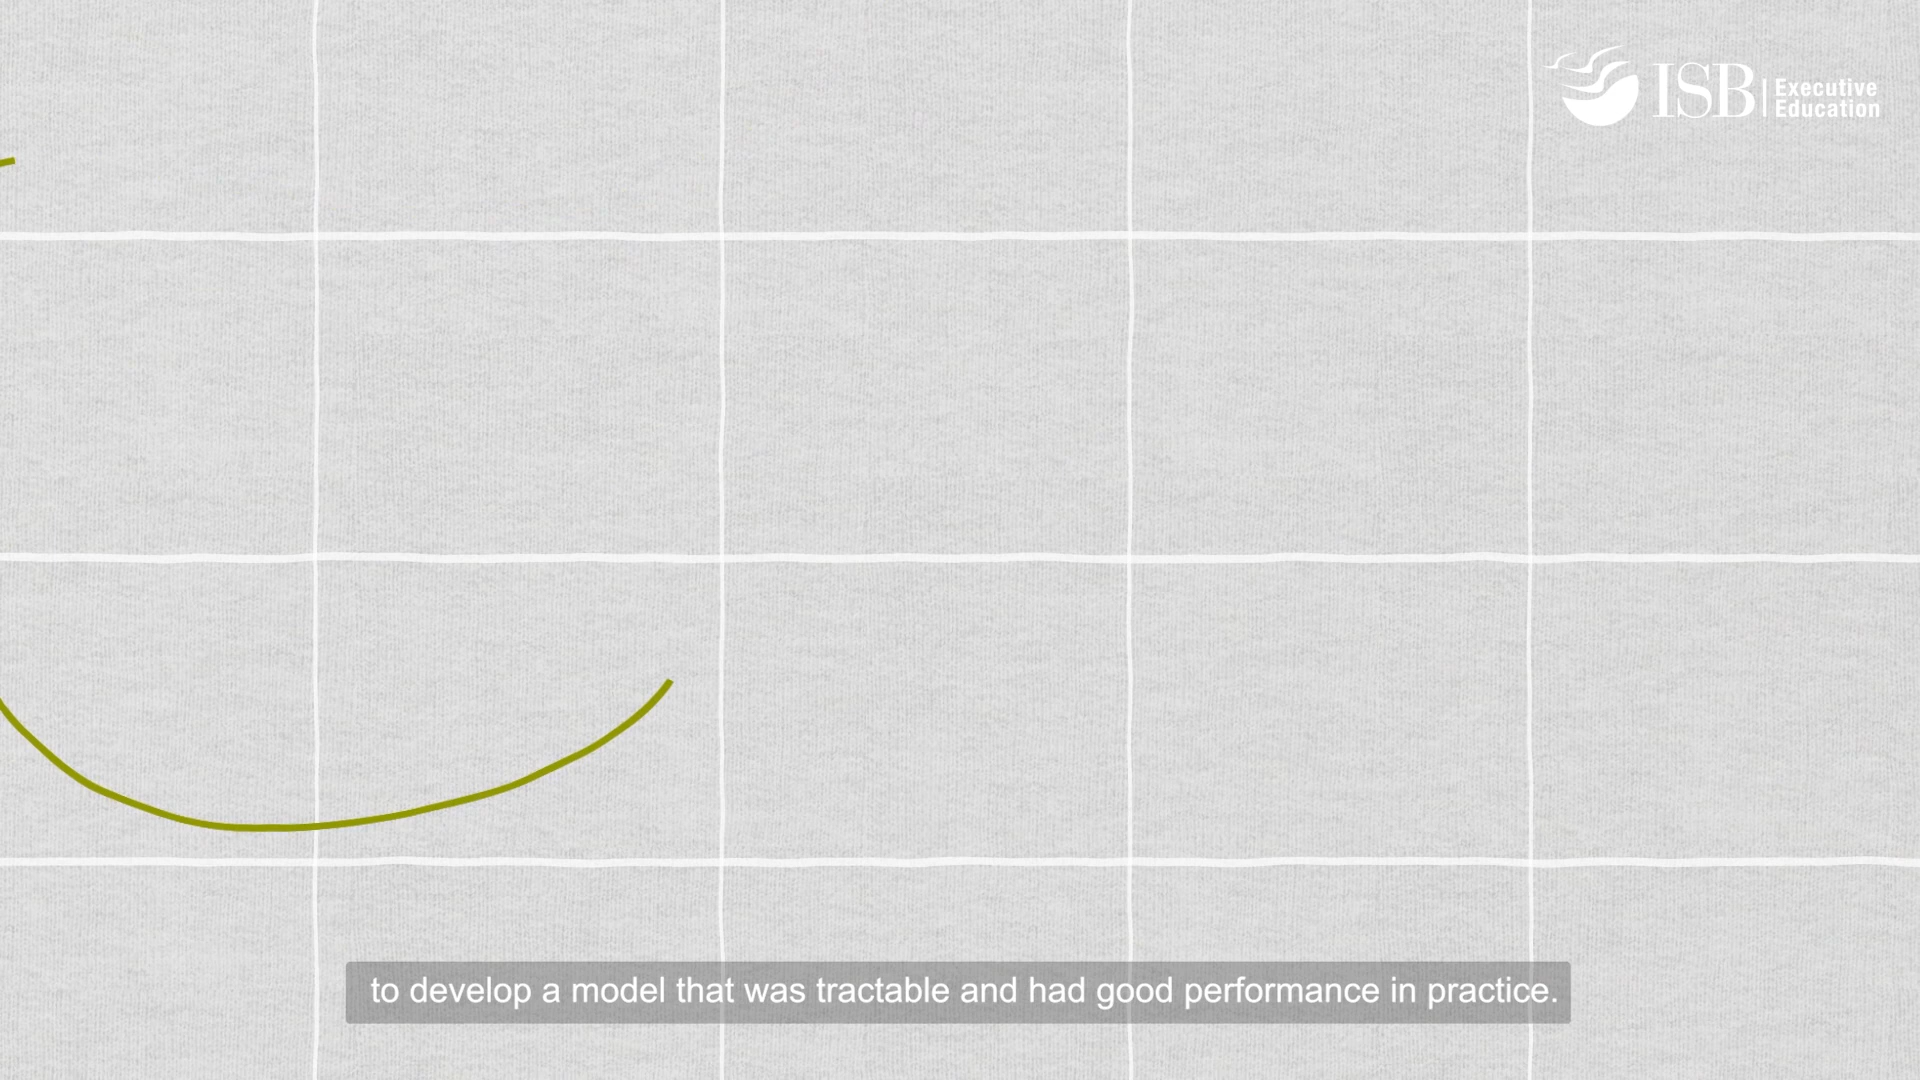 ISB
Executive
Education
to develop a model that was tractable and had good performance in practice.